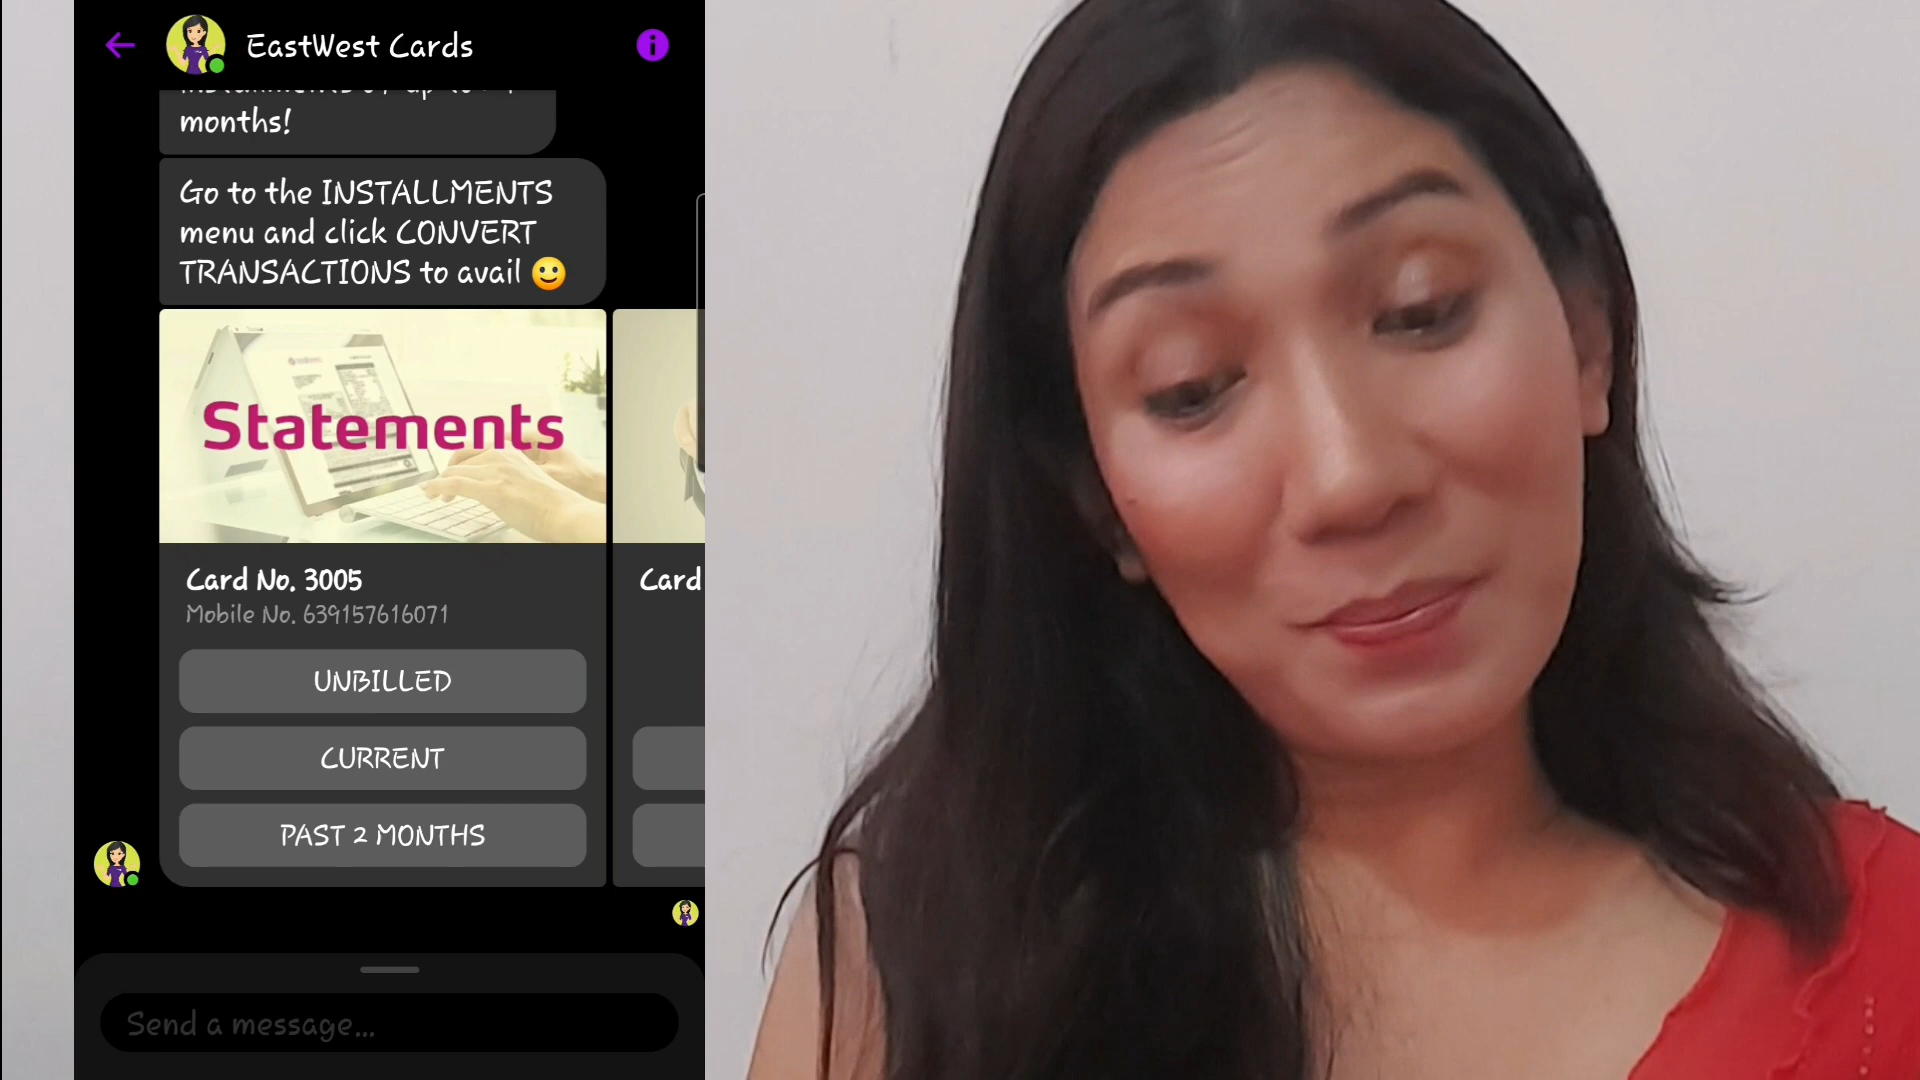 EastWest Cards
months!
Go to the INSTALLMENTS
menu and click CONVERT
TRANSACTIONS to avail 🙂
Statements
Card No. 3005
Mobile No. 639157616071
UNBILLED
CURRENT
PAST 2 MONTHS
Card
Send a message...